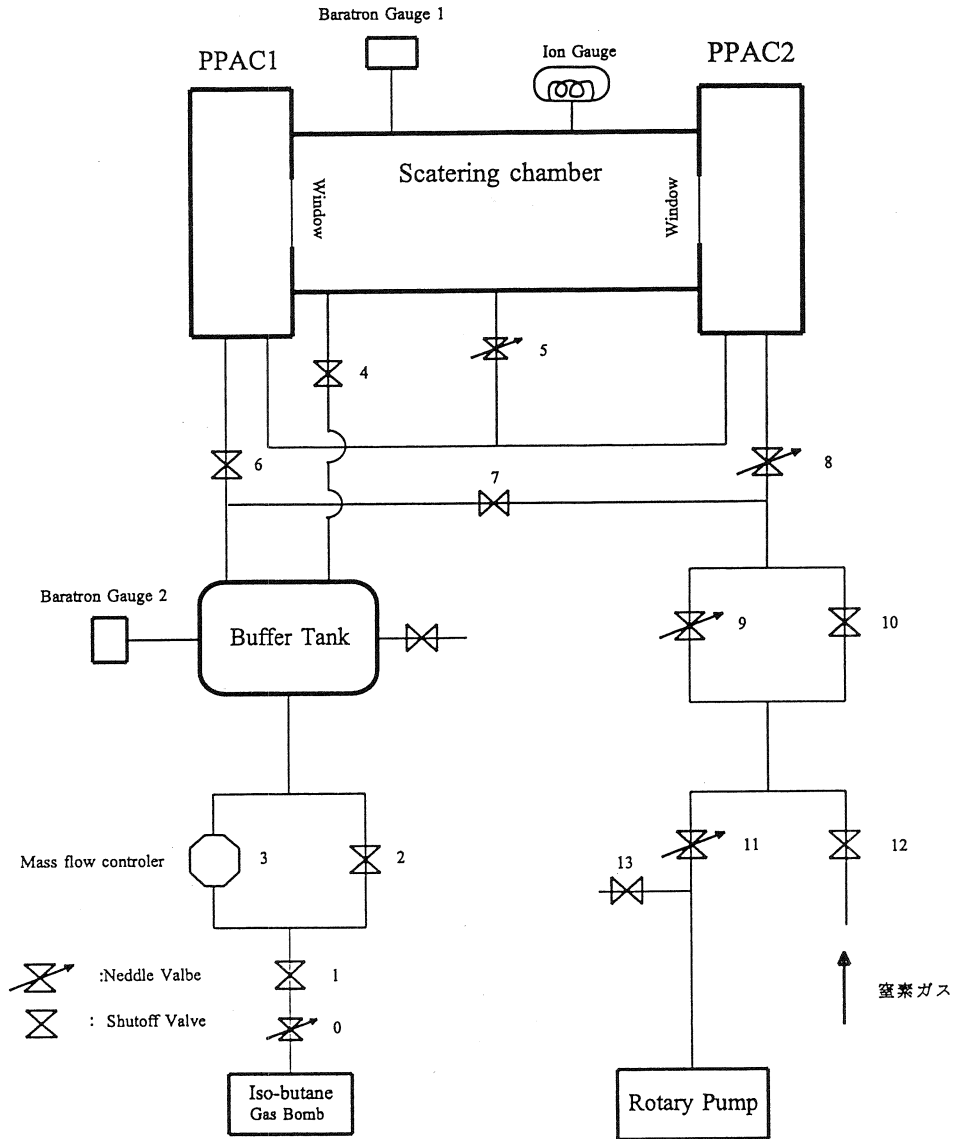 Baratron Gauge 1
Ion Gauge
PPAC1
PPAC2
Scatering chamber
Window
Window
4
5
6
7
8
Baratron Gauge 2
Buffer Tank
9
10
Mass flow controler
3
2
11
12
13
:Neddle Valbe
1
窒素ガス
: Shutoff Valve
0
Iso-butane
Gas Bomb
Rotary Pump